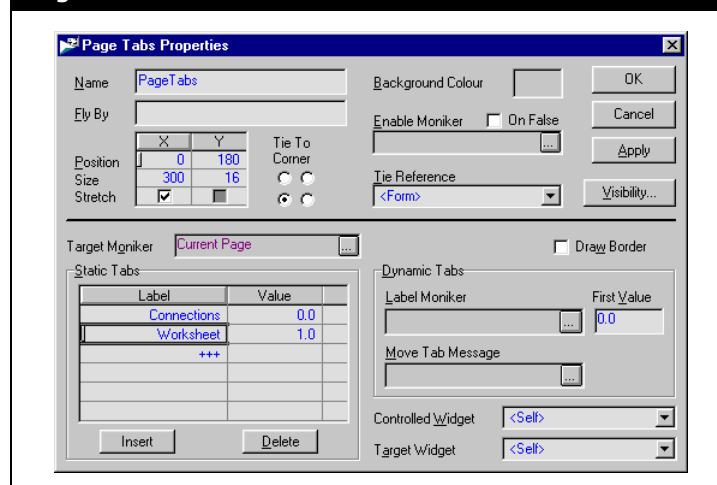 Page Tabs Properties
Name PageTabs
Fly By
X Y
Position 0 180
Size 300 16
Stretch
Tie To
Corner
Background Colour
Enable Moniker On False
...
Tie Reference
<Form>
OK
Cancel
Apply
Visibility...
Target Moniker Current Page ...
Draw Border
Static Tabs
Label Value
Connections 0.0
Worksheet 1.0
+++
Insert Delete
Dynamic Tabs
Label Moniker First Value
... 0.0
Move Tab Message
...
Controlled Widget <Self>
Target Widget <Self>